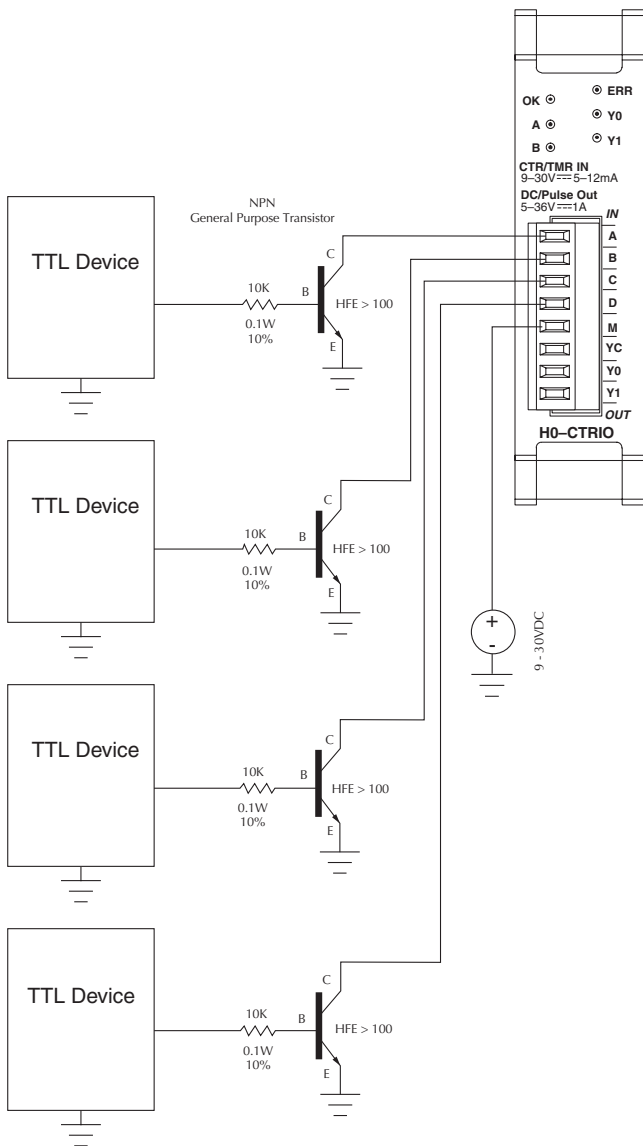 OK
ERR
A
Y0
B
Y1
CTR/TMR IN
9–30V 5–12mA
DC/Pulse Out
5–36V 1A
IN
A
B
C
D
M
YC
Y0
Y1
OUT
H0–CTRIO
NPN
General Purpose Transistor
TTL Device
10K
0.1W
10%
B
C
E
HFE > 100
TTL Device
10K
0.1W
10%
B
C
E
HFE > 100
TTL Device
10K
0.1W
10%
B
C
E
HFE > 100
TTL Device
10K
0.1W
10%
B
C
E
HFE > 100
+
-
9 - 30VDC